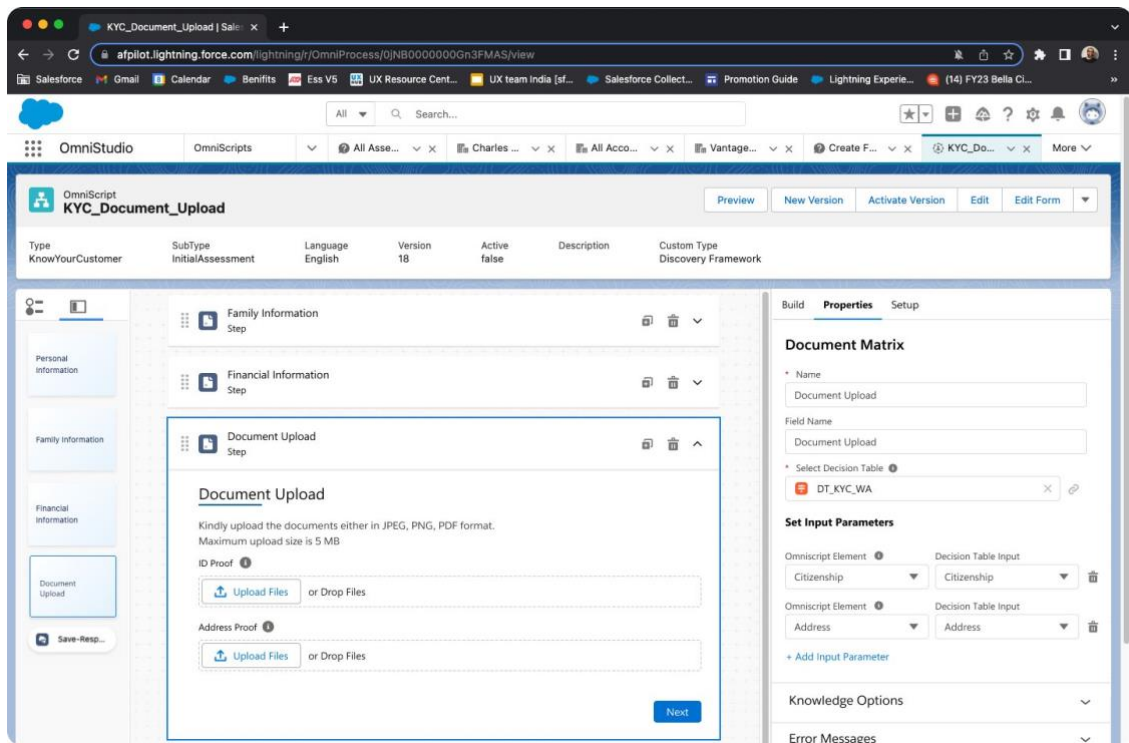 KYC_Document_Upload | Sale
afpilot.lightning.force.com/lightning/r/OmniProcess/0jNB0000000Gn3FMAS/view
Salesforce Gmail Calendar Benifits Ess V5 UX Resource Cent... UX team India [sf... Salesforce Collect... Promotion Guide Lightning Experie... (14) FY23 Bella Ci... »
All Search...
OmniStudio OmniScripts All Asse... Charles ... All Acco... Vantage... Create F... KYC_Do... More
OmniScript
KYC_Document_Upload
Preview New Version Activate Version Edit Edit Form
Type SubType Language Version Active Description Custom Type
KnowYourCustomer InitialAssessment English 18 false Discovery Framework
Personal
Information
Family Information
Financial
Information
Document
Upload
Save-Resp...
Family Information
Step
Financial Information
Step
Document Upload
Step
Document Upload
Kindly upload the documents either in JPEG, PNG, PDF format.
Maximum upload size is 5 MB
ID Proof
Upload Files or Drop Files
Address Proof
Upload Files or Drop Files
Next
Build Properties Setup
Document Matrix
* Name
Document Upload
Field Name
Document Upload
* Select Decision Table
DT_KYC_WA
Set Input Parameters
Omniscript Element Decision Table Input
Citizenship Citizenship
Omniscript Element Decision Table Input
Address Address
+ Add Input Parameter
Knowledge Options
Error Messages